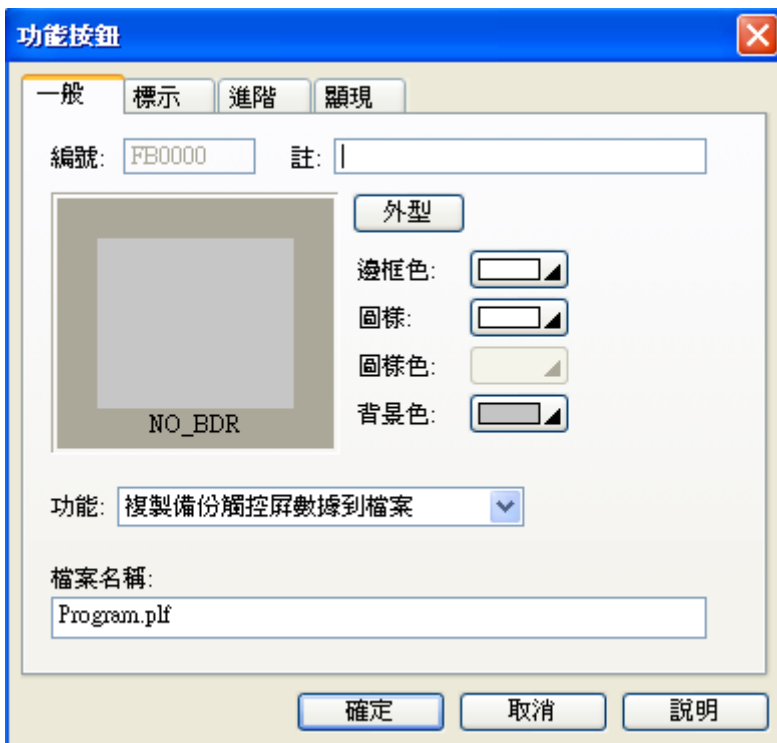 功能按鈕
一般 標示 進階 顯現
編號: FB0000 註:
外型
邊框色:
圖樣:
圖樣色:
背景色:
NO_BDR
功能: 複製備份觸控屏數據到檔案
檔案名稱:
Program.plf
確定 取消 說明